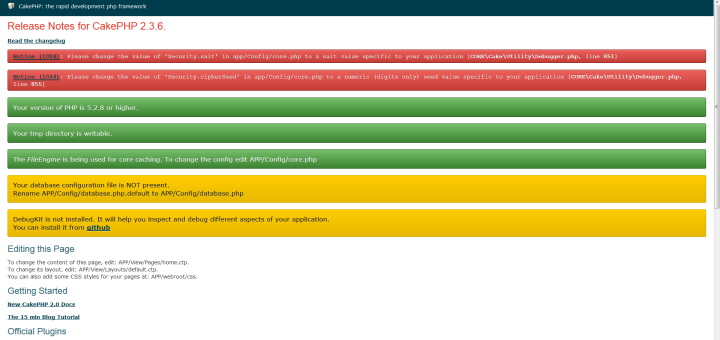 CakePHP: the rapid development php framework
Release Notes for CakePHP 2.3.6.
Read the changelog
Notice (1024): Please change the value of 'Security.salt' in app/Config/core.php to a salt value specific to your application [CORE\Cake\Utility\Debugger.php, line 851]
Notice (1024): Please change the value of 'Security.cipherSeed' in app/Config/core.php to a numeric (digits only) seed value specific to your application [CORE\Cake\Utility\Debugger.php,
line 855]
Your version of PHP is 5.2.8 or higher.
Your tmp directory is writable.
The FileEngine is being used for core caching. To change the config edit APP/Config/core.php
Your database configuration file is NOT present.
Rename APP/Config/database.php.default to APP/Config/database.php
DebugKit is not installed. It will help you inspect and debug different aspects of your application.
You can install it from github
Editing this Page
To change the content of this page, edit: APP/View/Pages/home.ctp.
To change its layout, edit: APP/View/Layouts/default.ctp.
You can also add some CSS styles for your pages at: APP/webroot/css.
Getting Started
New CakePHP 2.0 Docs
The 15 min Blog Tutorial
Official Plugins